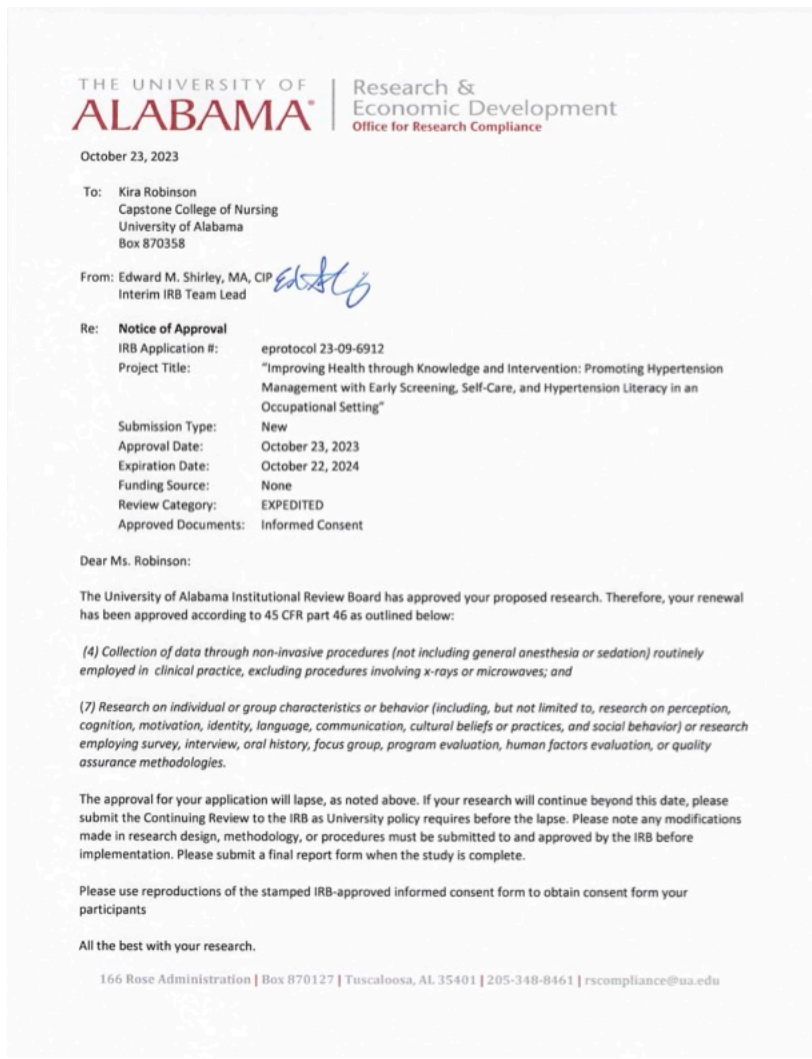 THE UNIVERSITY OF
ALABAMA®
Research &
Economic Development
Office for Research Compliance
October 23, 2023
To: Kira Robinson
Capstone College of Nursing
University of Alabama
Box 870358
From: Edward M. Shirley, MA, CIP
Interim IRB Team Lead
Re: Notice of Approval
IRB Application #: eprotocol 23-09-6912
Project Title: "Improving Health through Knowledge and Intervention: Promoting Hypertension
Management with Early Screening, Self-Care, and Hypertension Literacy in an
Occupational Setting"
Submission Type: New
Approval Date: October 23, 2023
Expiration Date: October 22, 2024
Funding Source: None
Review Category: EXPEDITED
Approved Documents: Informed Consent
Dear Ms. Robinson:
The University of Alabama Institutional Review Board has approved your proposed research. Therefore, your renewal
has been approved according to 45 CFR part 46 as outlined below:
(4) Collection of data through non-invasive procedures (not including general anesthesia or sedation) routinely
employed in clinical practice, excluding procedures involving x-rays or microwaves; and
(7) Research on individual or group characteristics or behavior (including, but not limited to, research on perception,
cognition, motivation, identity, language, communication, cultural beliefs or practices, and social behavior) or research
employing survey, interview, oral history, focus group, program evaluation, human factors evaluation, or quality
assurance methodologies.
The approval for your application will lapse, as noted above. If your research will continue beyond this date, please
submit the Continuing Review to the IRB as University policy requires before the lapse. Please note any modifications
made in research design, methodology, or procedures must be submitted to and approved by the IRB before
implementation. Please submit a final report form when the study is complete.
Please use reproductions of the stamped IRB-approved informed consent form to obtain consent form your
participants
All the best with your research.
166 Rose Administration | Box 870127 | Tuscaloosa, AL 35401 | 205-348-8461 | rscompliance@ua.edu